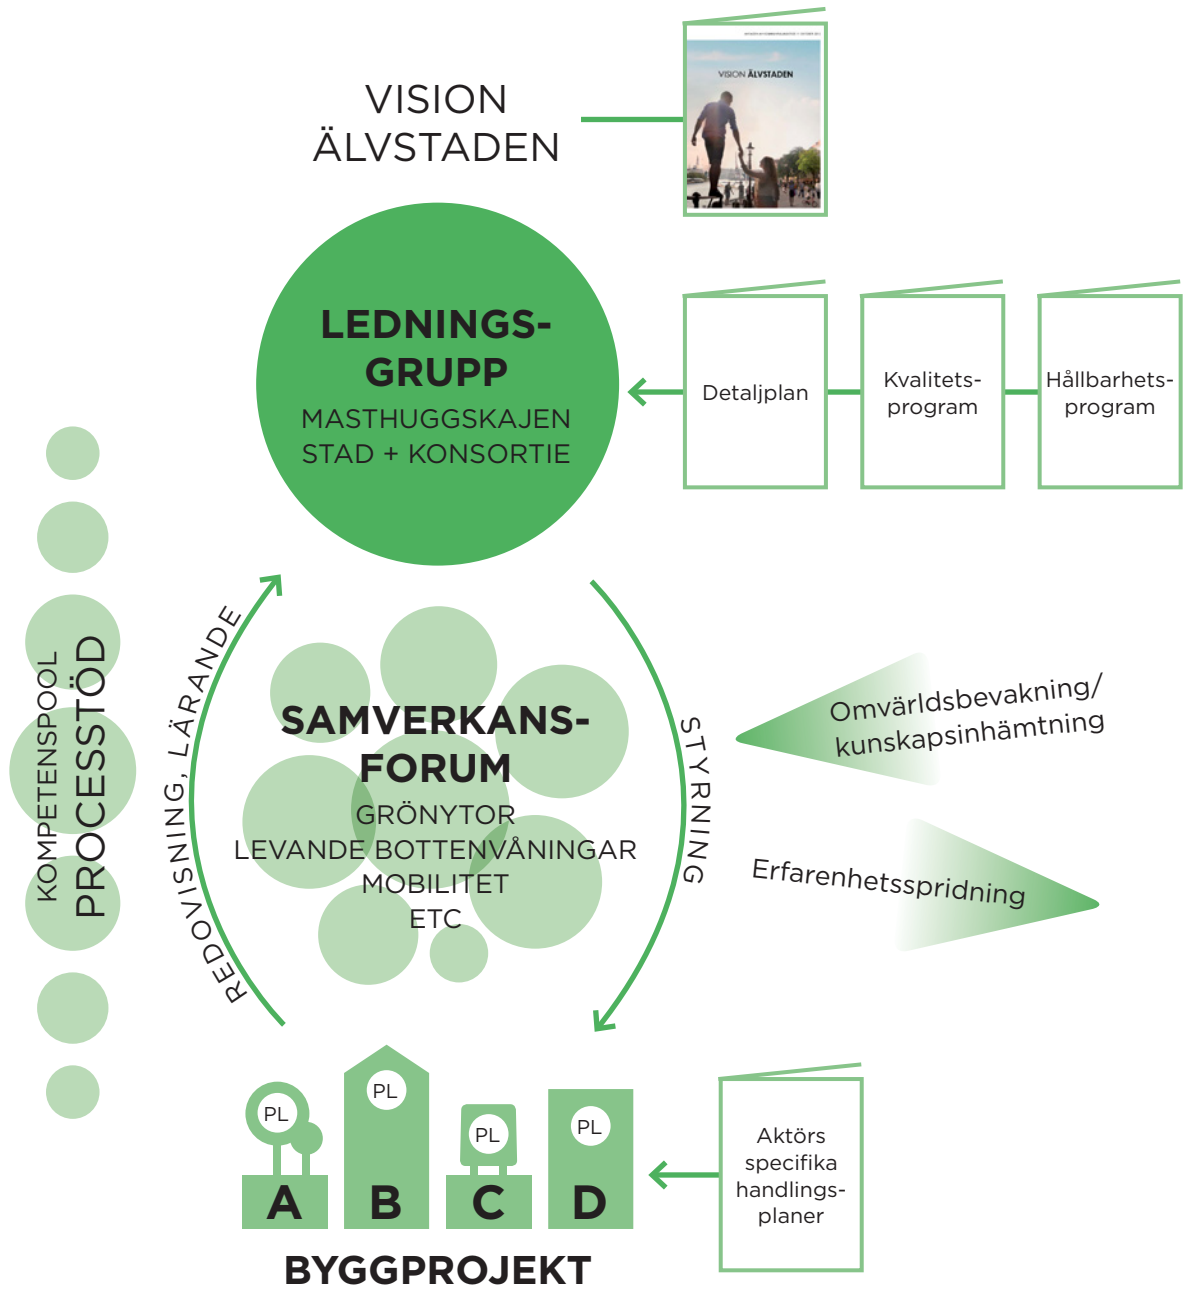 VISION
ÄLVSTADEN
VISION ÄLVSTADEN
LEDNINGS-
GRUPP
MASTHUGGSKAJEN
STAD + KONSORTIE
Detaljplan
Kvalitets-
program
Hållbarhets-
program
KOMPETENSPOOL
PROCESSTÖD
REDOVISNING, LÄRANDE
SAMVERKANS-
FORUM
GRÖNYTOR
LEVANDE BOTTENVÅNINGAR
MOBILITET
ETC
STYRNING
Omvärldsbevakning/
kunskapsinhämtning
Erfarenhetsspridning
PL
PL
PL
PL
A
B
C
D
BYGGPROJEKT
Aktörs
specifika
handlings-
planer